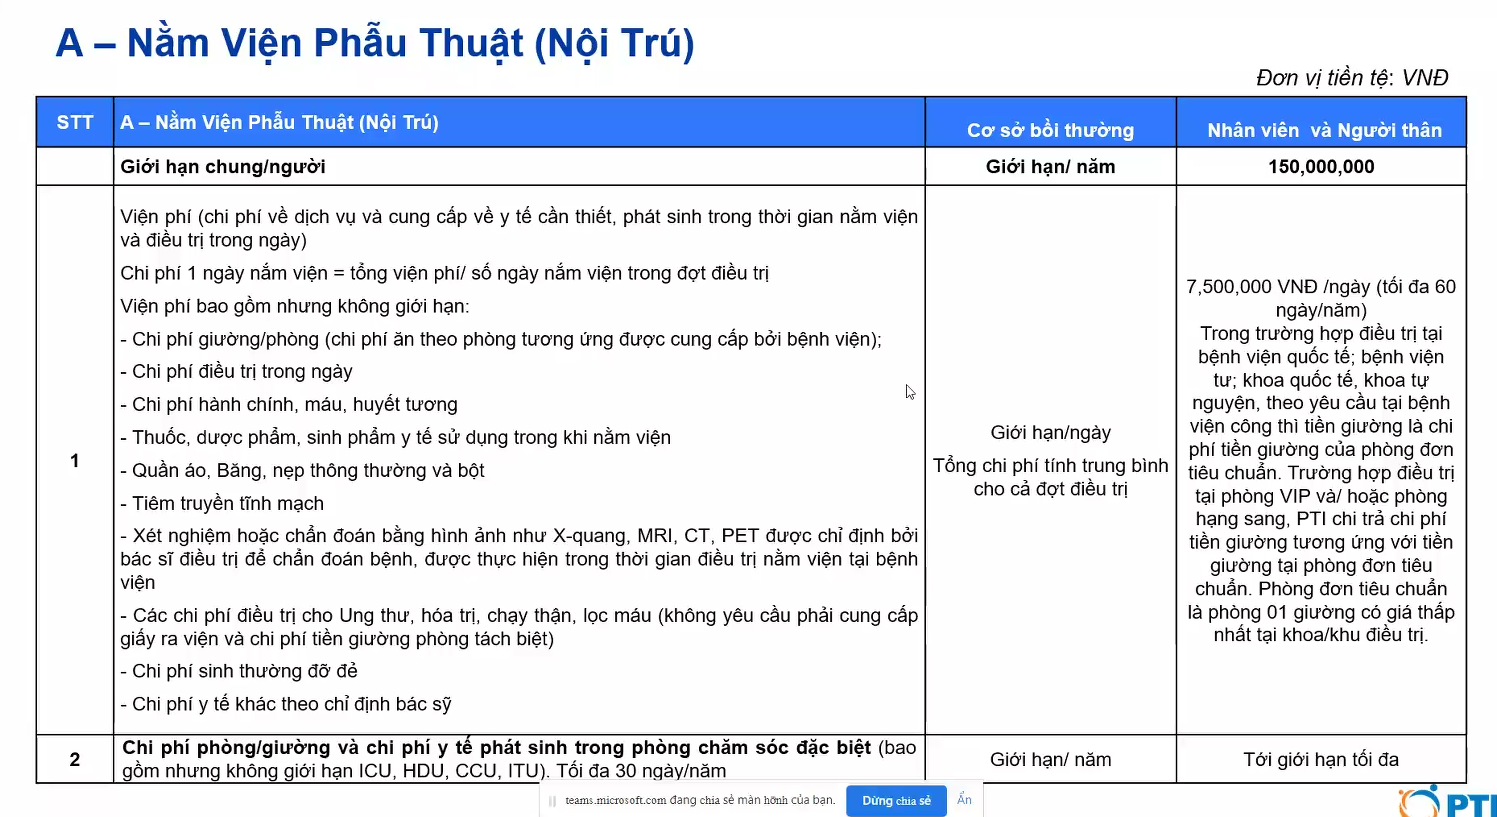 A – Nằm Viện Phẫu Thuật (Nội Trú)
Đơn vị tiền tệ: VNĐ
STT
A – Nằm Viện Phẫu Thuật (Nội Trú)
Cơ sở bồi thường
Nhân viên và Người thân
Giới hạn chung/người
Giới hạn/ năm
150,000,000
1
Viện phí (chi phí về dịch vụ và cung cấp về y tế cần thiết, phát sinh trong thời gian nằm viện
và điều trị trong ngày)
Chi phí 1 ngày nắm viện = tổng viện phí/ số ngày nắm viện trong đợt điều trị
Viện phí bao gồm nhưng không giới hạn:
- Chi phí giường/phòng (chi phí ăn theo phòng tương ứng được cung cấp bởi bệnh viện);
- Chi phí điều trị trong ngày
- Chi phí hành chính, máu, huyết tương
- Thuốc, dược phẩm, sinh phẩm y tế sử dụng trong khi nằm viện
- Quần áo, Băng, nẹp thông thường và bột
- Tiêm truyền tĩnh mạch
- Xét nghiệm hoặc chẩn đoán bằng hình ảnh như X-quang, MRI, CT, PET được chỉ định bởi
bác sĩ điều trị để chẩn đoán bệnh, được thực hiện trong thời gian điều trị nằm viện tại bệnh
viện
- Các chi phí điều trị cho Ung thư, hóa trị, chạy thận, lọc máu (không yêu cầu phải cung cấp
giấy ra viện và chi phí tiền giường phòng tách biệt)
- Chi phí sinh thường đỡ đẻ
- Chi phí y tế khác theo chỉ định bác sỹ
Giới hạn/ngày
Tổng chi phí tính trung bình
cho cả đợt điều trị
7,500,000 VNĐ /ngày (tối đa 60
ngày/năm)
Trong trường hợp điều trị tại
bệnh viện quốc tế; bệnh viện
tư; khoa quốc tế, khoa tự
nguyện, theo yêu cầu tại bệnh
viện công thì tiền giường là chi
phí tiền giường của phòng đơn
tiêu chuẩn. Trường hợp điều trị
tại phòng VIP và/ hoặc phòng
hạng sang, PTI chi trả chi phí
tiền giường tương ứng với tiền
giường tại phòng đơn tiêu
chuẩn. Phòng đơn tiêu chuẩn
là phòng 01 giường có giá thấp
nhất tại khoa/khu điều trị.
2
Chi phí phòng/giường và chi phí y tế phát sinh trong phòng chăm sóc đặc biệt (bao
gồm nhưng không giới hạn ICU, HDU, CCU, ITU). Tối đa 30 ngày/năm
Giới hạn/ năm
Tới giới hạn tối đa
teams.microsoft.com đang chia sẻ màn hình của bạn.
Dừng chia sẻ
Ẩn
PTI